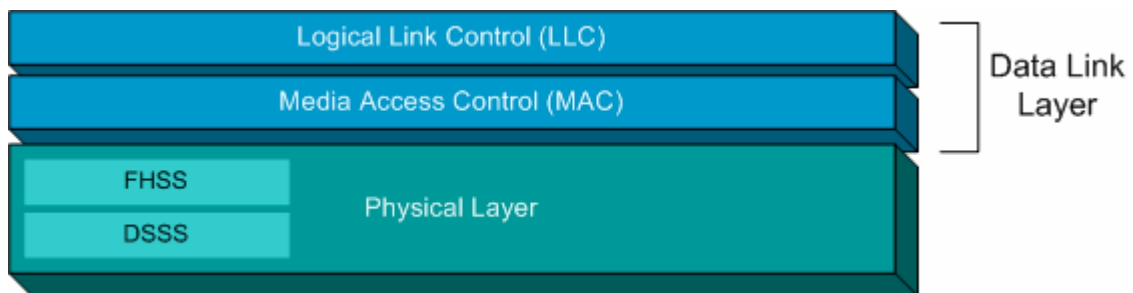 Logical Link Control (LLC)
Media Access Control (MAC)
Data Link
Layer
FHSS
Physical Layer
DSSS